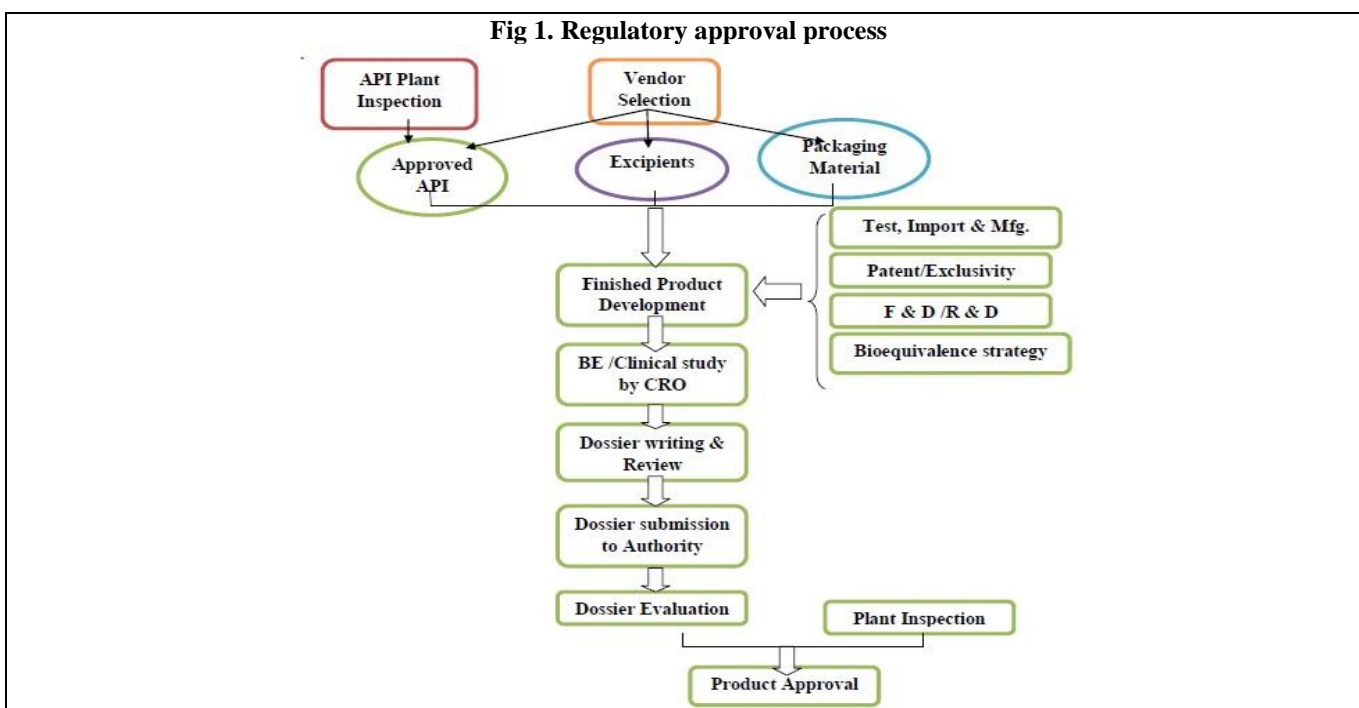 Fig 1. Regulatory approval process
API Plant
Inspection
Vendor
Selection
Approved
API
Excipients
Packaging
Material
Test, Import & Mfg.
Patent/Exclusivity
F & D /R & D
Bioequivalence strategy
Finished Product
Development
BE /Clinical study
by CRO
Dossier writing &
Review
Dossier submission
to Authority
Dossier Evaluation
Plant Inspection
Product Approval